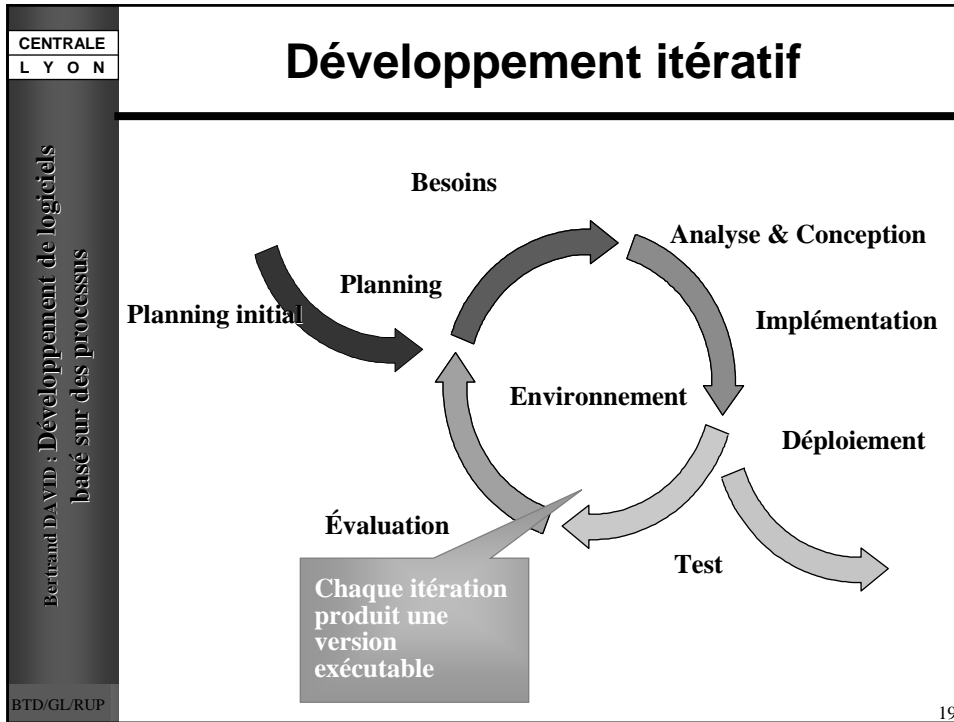 CENTRALE
L Y O N
Développement itératif
Bertrand DAVID : Développement de logiciels
basé sur des processus
Besoins
Analyse & Conception
Planning
Planning initial
Implémentation
Environnement
Déploiement
Évaluation
Test
Chaque itération
produit une
version
exécutable
BTD/GL/RUP
19